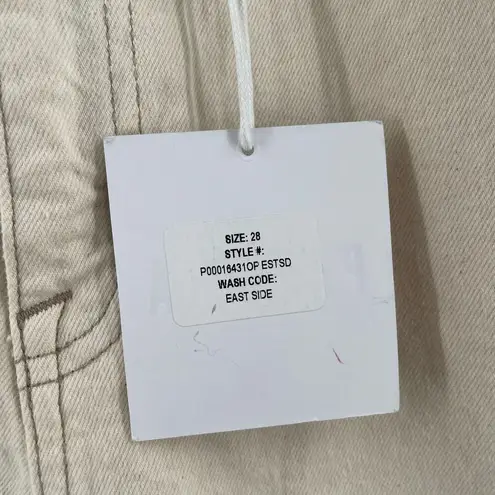 SIZE: 28
STYLE #:
P00016431OP ESTSD
WASH CODE:
EAST SIDE